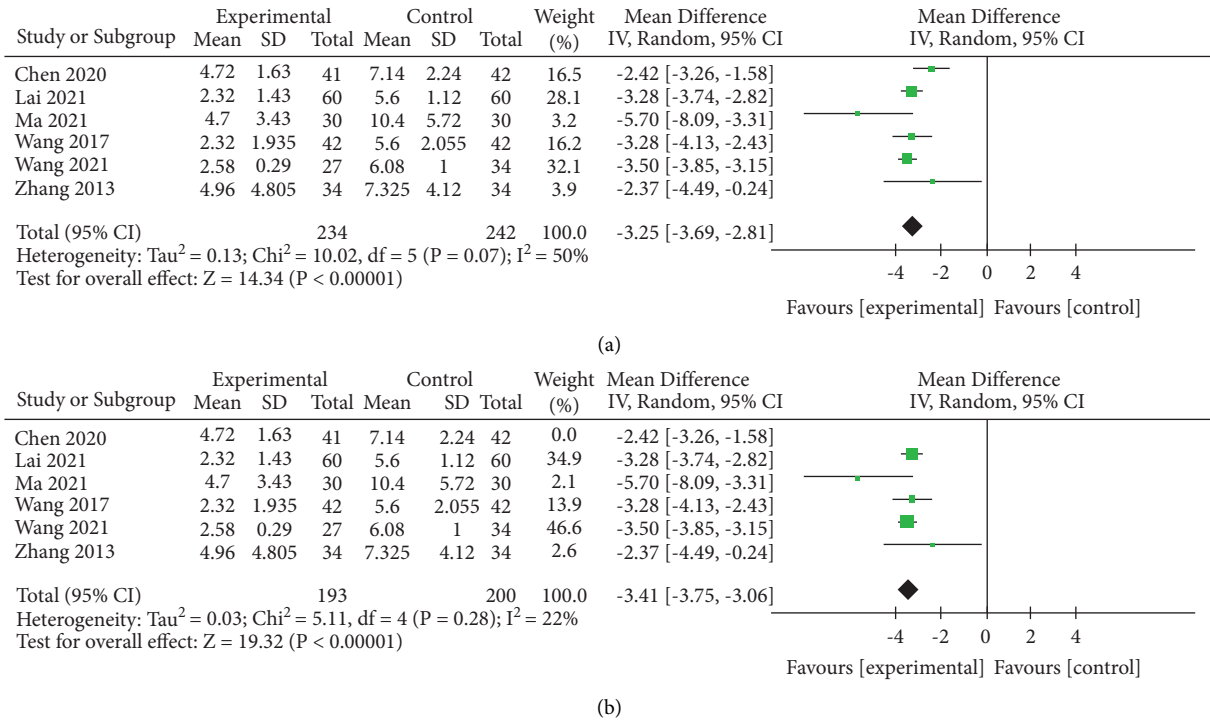 Experimental Control Weight Mean Difference Mean Difference
Study or Subgroup Mean SD Total Mean SD Total (%) IV, Random, 95% CI IV, Random, 95% CI
Chen 2020 4.72 1.63 41 7.14 2.24 42 16.5 -2.42 [-3.26, -1.58]
Lai 2021 2.32 1.43 60 5.6 1.12 60 28.1 -3.28 [-3.74, -2.82]
Ma 2021 4.7 3.43 30 10.4 5.72 30 3.2 -5.70 [-8.09, -3.31]
Wang 2017 2.32 1.935 42 5.6 2.055 42 16.2 -3.28 [-4.13, -2.43]
Wang 2021 2.58 0.29 27 6.08 1 34 32.1 -3.50 [-3.85, -3.15]
Zhang 2013 4.96 4.805 34 7.325 4.12 34 3.9 -2.37 [-4.49, -0.24]
Total (95% CI) 234 242 100.0 -3.25 [-3.69, -2.81]
Heterogeneity: Tau² = 0.13; Chi² = 10.02, df = 5 (P = 0.07); I² = 50%
Test for overall effect: Z = 14.34 (P < 0.00001)
-4 -2 0 2 4
Favours [experimental] Favours [control]
(a)
Experimental Control Weight Mean Difference Mean Difference
Study or Subgroup Mean SD Total Mean SD Total (%) IV, Random, 95% CI IV, Random, 95% CI
Chen 2020 4.72 1.63 41 7.14 2.24 42 0.0 -2.42 [-3.26, -1.58]
Lai 2021 2.32 1.43 60 5.6 1.12 60 34.9 -3.28 [-3.74, -2.82]
Ma 2021 4.7 3.43 30 10.4 5.72 30 2.1 -5.70 [-8.09, -3.31]
Wang 2017 2.32 1.935 42 5.6 2.055 42 13.9 -3.28 [-4.13, -2.43]
Wang 2021 2.58 0.29 27 6.08 1 34 46.6 -3.50 [-3.85, -3.15]
Zhang 2013 4.96 4.805 34 7.325 4.12 34 2.6 -2.37 [-4.49, -0.24]
Total (95% CI) 193 200 100.0 -3.41 [-3.75, -3.06]
Heterogeneity: Tau² = 0.03; Chi² = 5.11, df = 4 (P = 0.28); I² = 22%
Test for overall effect: Z = 19.32 (P < 0.00001)
-4 -2 0 2 4
Favours [experimental] Favours [control]
(b)